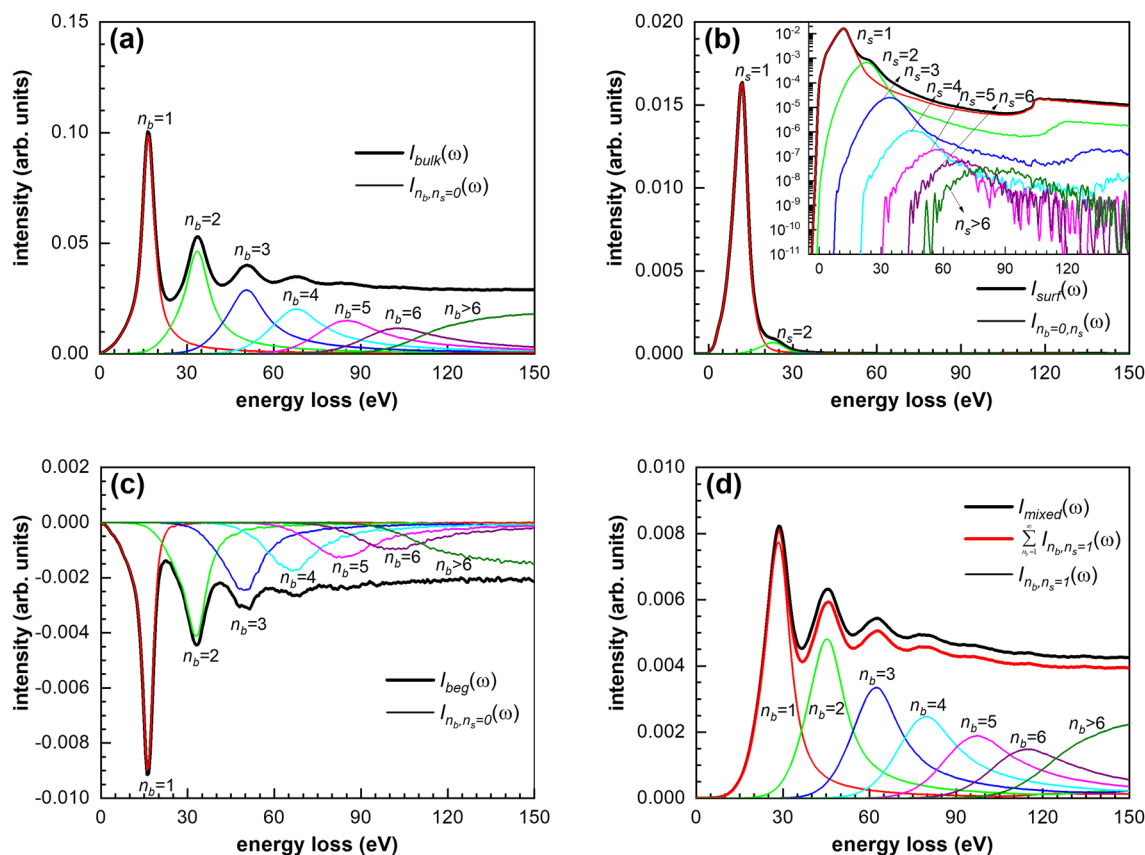 (a)
intensity (arb. units)
0.15
0.10
0.05
0.00
n_b=1
n_b=2
n_b=3
n_b=4
n_b=5
n_b=6
n_b>6
I_bulk(ω)
I_{n_b,n_s=0}(ω)
0 30 60 90 120 150
energy loss (eV)
(b)
intensity (arb. units)
0.020
0.015
0.010
0.005
0.000
n_s=1
n_s=2
10^-2
10^-3
10^-4
10^-5
10^-6
10^-7
10^-8
10^-9
10^-10
10^-11
n_s=1
n_s=2
n_s=3
n_s=4
n_s=5
n_s=6
n_s>6
0 30 60 90 120
I_surf(ω)
I_{n_b=0,n_s}(ω)
0 30 60 90 120 150
energy loss (eV)
(c)
intensity (arb. units)
0.002
0.000
-0.002
-0.004
-0.006
-0.008
-0.010
n_b=1
n_b=2
n_b=3
n_b=4
n_b=5
n_b=6
n_b>6
I_beg(ω)
I_{n_b,n_s=0}(ω)
0 30 60 90 120 150
energy loss (eV)
(d)
intensity (arb. units)
0.010
0.008
0.006
0.004
0.002
0.000
I_mixed(ω)
∑_{n_b=1}^{∞} I_{n_b,n_s=1}(ω)
I_{n_b,n_s=1}(ω)
n_b=1
n_b=2
n_b=3
n_b=4
n_b=5
n_b=6
n_b>6
0 30 60 90 120 150
energy loss (eV)